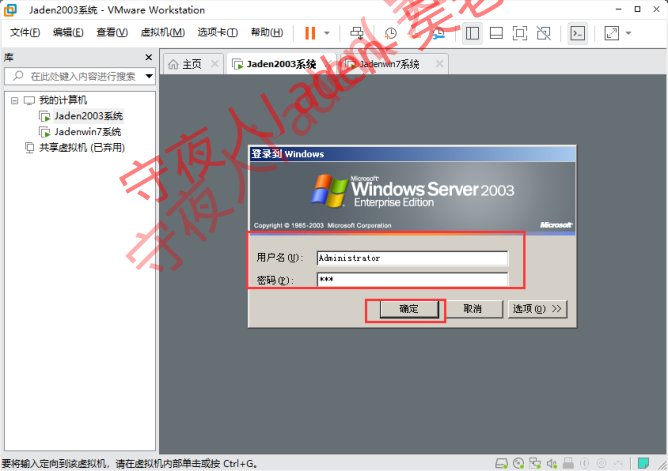 Jaden2003系统 - VMware Workstation
文件(F) 编辑(E) 查看(V) 虚拟机(M) 选项卡(T) 帮助(H)
库
在此处键入内容进行搜索
主页 Jaden2003系统 Jadenwin7系统
我的计算机
Jaden2003系统
Jadenwin7系统
共享虚拟机 (已弃用)
守夜人Jaden(
守夜人Jaden(
登录到 Windows
Microsoft
Windows Server 2003
Enterprise Edition
Copyright © 1985-2003 Microsoft Corporation
Microsoft
用户名(U): Administrator
密码(P): ***
确定 取消 选项(O) >>
要将输入定向到该虚拟机，请在虚拟机内部单击或按 Ctrl+G。